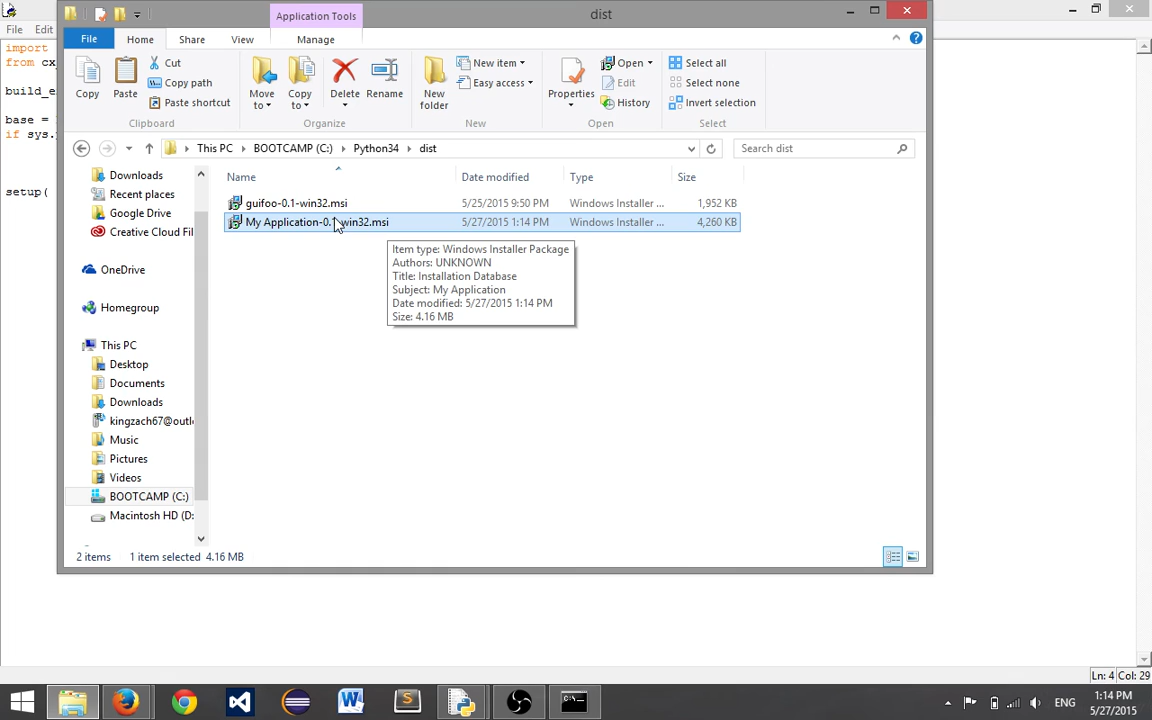 Application Tools
dist
File Edit
File
Home
Share
View
Manage
import
from cx_
build_e
base =
if sys.
setup(
Copy
Paste
Cut
Copy path
Paste shortcut
Clipboard
Move to
Copy to
Delete
Rename
Organize
New folder
New item
Easy access
New
Properties
Open
Edit
History
Open
Select all
Select none
Invert selection
Select
This PC
BOOTCAMP (C:)
Python34
dist
Search dist
Downloads
Recent places
Google Drive
Creative Cloud Fil
OneDrive
Homegroup
This PC
Desktop
Documents
Downloads
kingzach67@outlo
Music
Pictures
Videos
BOOTCAMP (C:)
Macintosh HD (D:
Name
Date modified
Type
Size
guifoo-0.1-win32.msi
5/25/2015 9:50 PM
Windows Installer ...
1,952 KB
My Application-0.1-win32.msi
5/27/2015 1:14 PM
Windows Installer ...
4,260 KB
Item type: Windows Installer Package
Authors: UNKNOWN
Title: Installation Database
Subject: My Application
Date modified: 5/27/2015 1:14 PM
Size: 4.16 MB
2 items
1 item selected 4.16 MB
Ln: 4 Col: 29
ENG
1:14 PM
5/27/2015